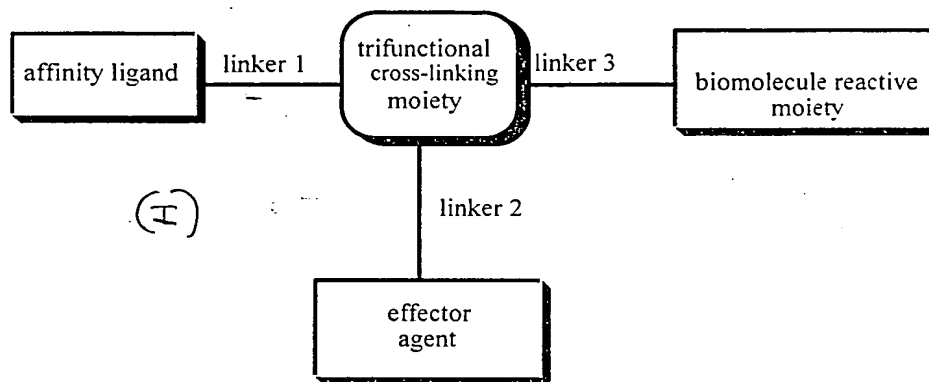 affinity ligand
linker 1
trifunctional
cross-linking
moiety
linker 3
biomolecule reactive
moiety
(I)
linker 2
effector
agent